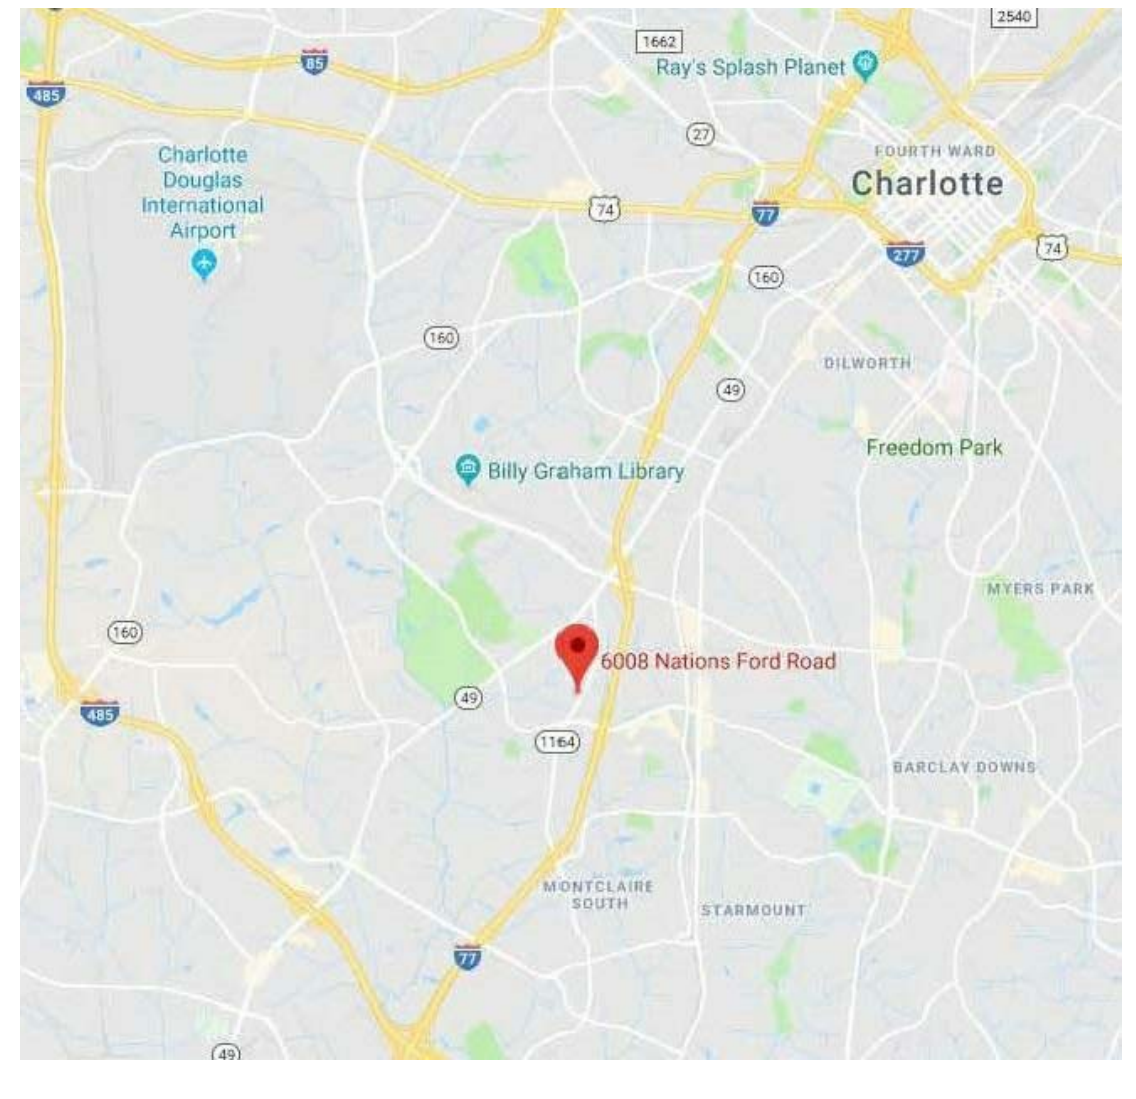 2540
1662
Ray's Splash Planet
85
485
27
FOURTH WARD
Charlotte
Charlotte
Douglas
International
Airport
74
77
277
74
160
160
DILWORTH
49
Freedom Park
Billy Graham Library
MYERS PARK
160
6008 Nations Ford Road
49
485
1164
BARCLAY DOWNS
MONTCLAIRE
SOUTH
STARMOUNT
77
49